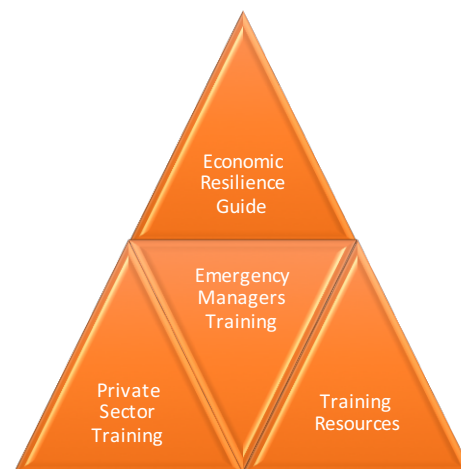 Economic
Resilience
Guide
Emergency
Managers
Training
Private
Sector
Training
Training
Resources